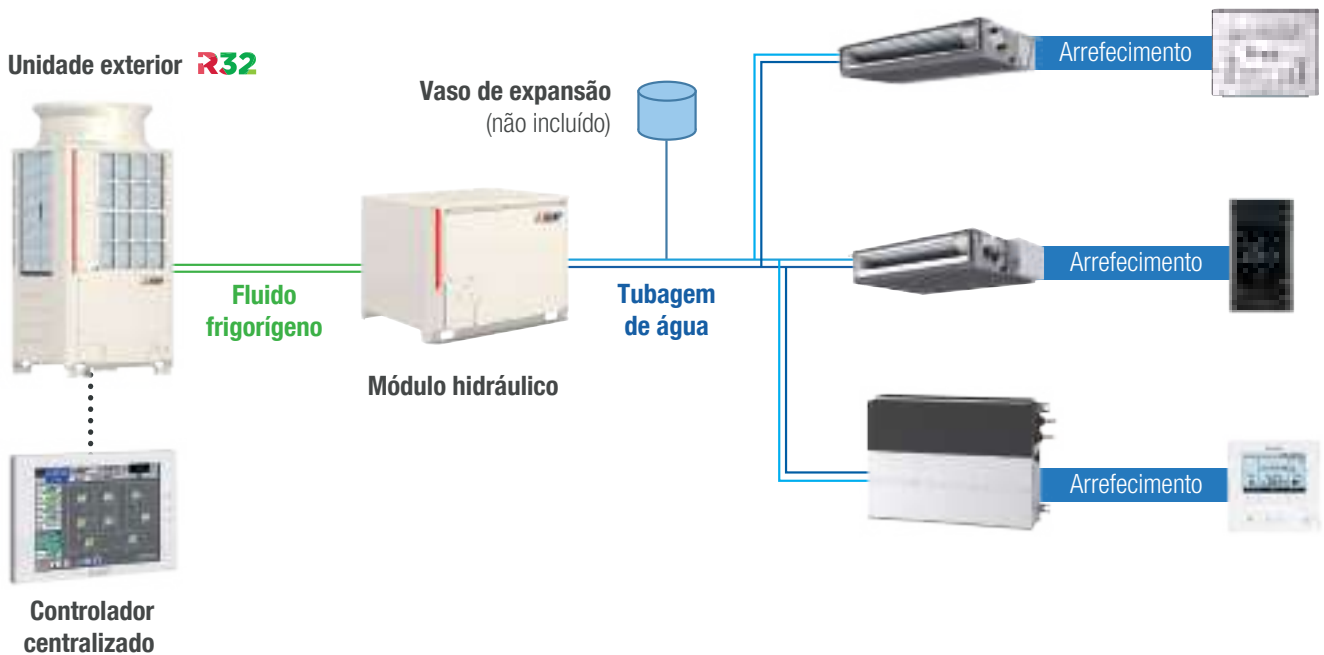 Unidade exterior R32
Vaso de expansão
(não incluído)
Arrefecimento
Arrefecimento
Fluido
frigorígeno
Tubagem
de água
Módulo hidráulico
Arrefecimento
Controlador
centralizado